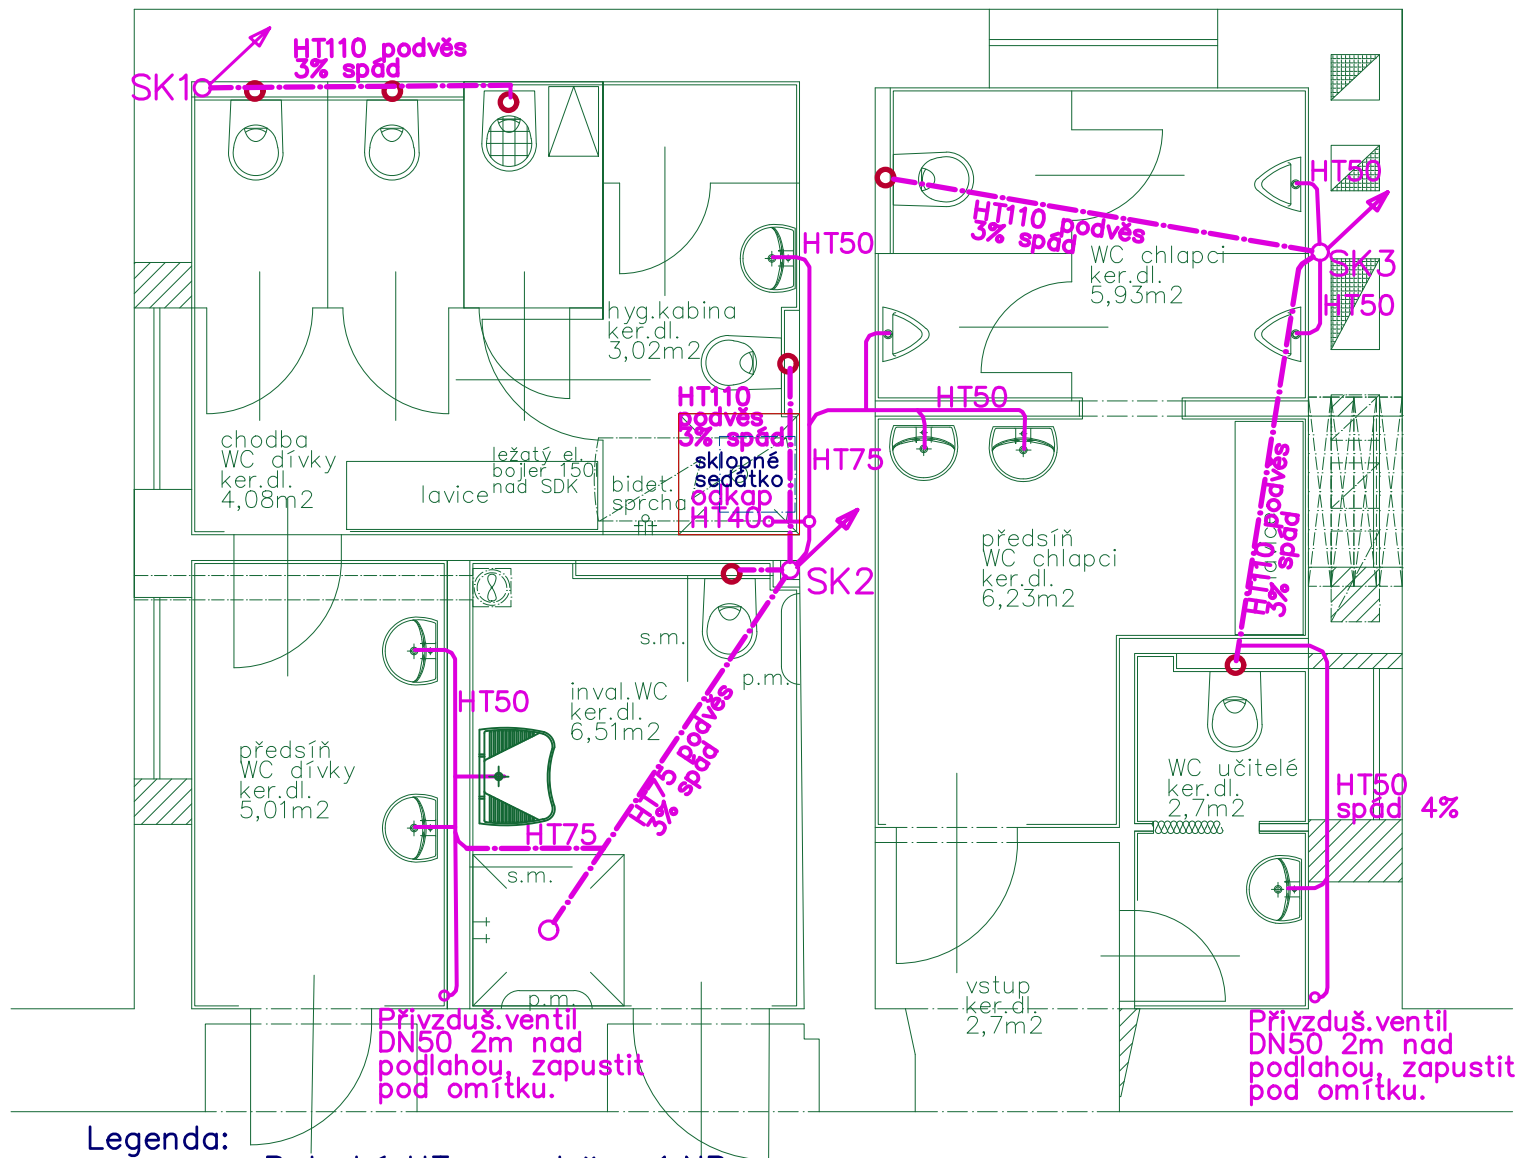 HT110 podvěs
3% spád
SK1
HT50
HT110 podvěs
3% spád
HT50
WC chlapci
ker.dl.
5,93m2
SK3
HT50
hyg.kabina
ker.dl.
3,02m2
HT110
podvěs
3% spád
HT50
chodba
WC dívky
ker.dl.
4,08m2
lavice
ležatý el.
bojler 150l
nad SDK
bidet.
sprcha
sklopné
sedátko
odkap
HT40
HT75
HT110 podvěs
3% spád
předsíň
WC chlapci
ker.dl.
6,23m2
SK2
s.m.
p.m.
inval.WC
ker.dl.
6,51m2
HT50
HT75 podvěs
3% spád
předsíň
WC dívky
ker.dl.
5,01m2
HT75
s.m.
p.m.
WC učitelé
ker.dl.
2,7m2
HT50
spád 4%
vstup
ker.dl.
2,7m2
Přivzduš.ventil
DN50 2m nad
podlahou, zapustit
pod omítku.
Přivzduš.ventil
DN50 2m nad
podlahou, zapustit
pod omítku.
Legenda: